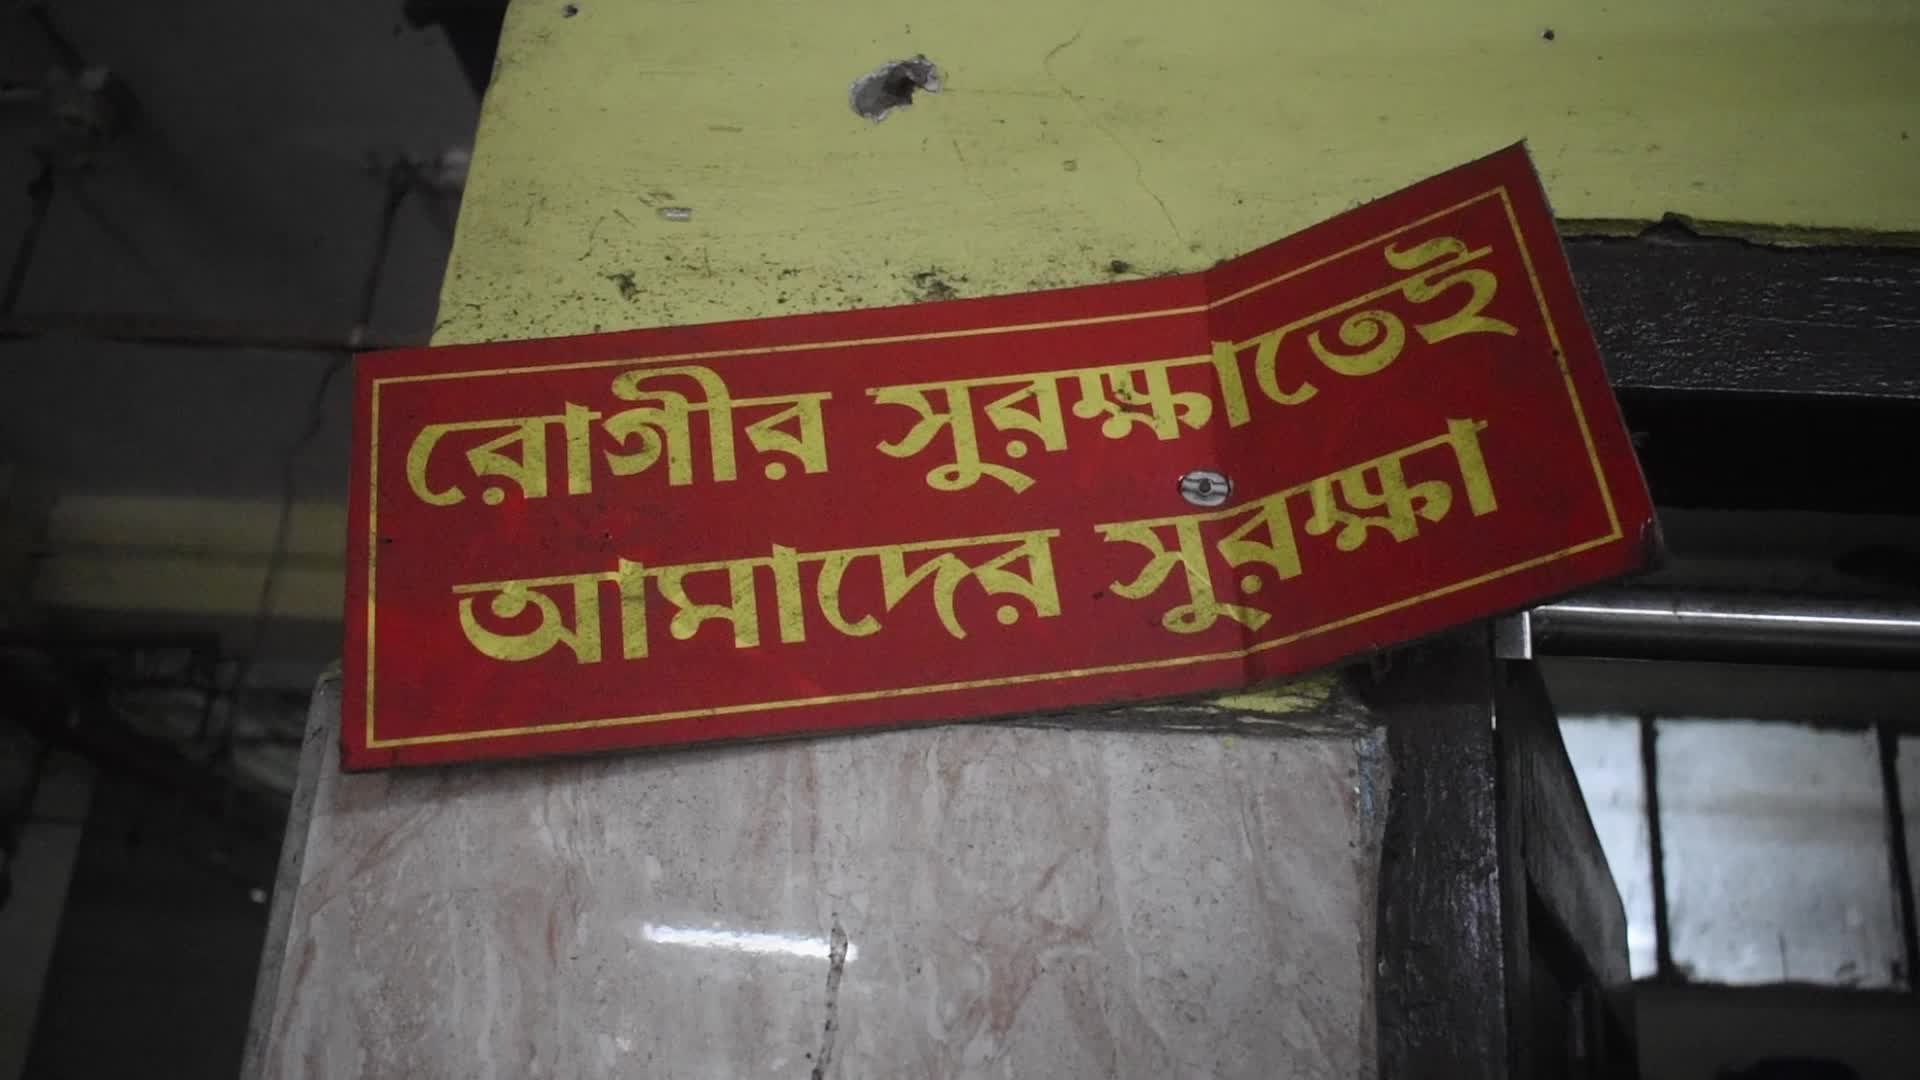 রোগীর সুরক্ষাতেই
আমাদের সুরক্ষা